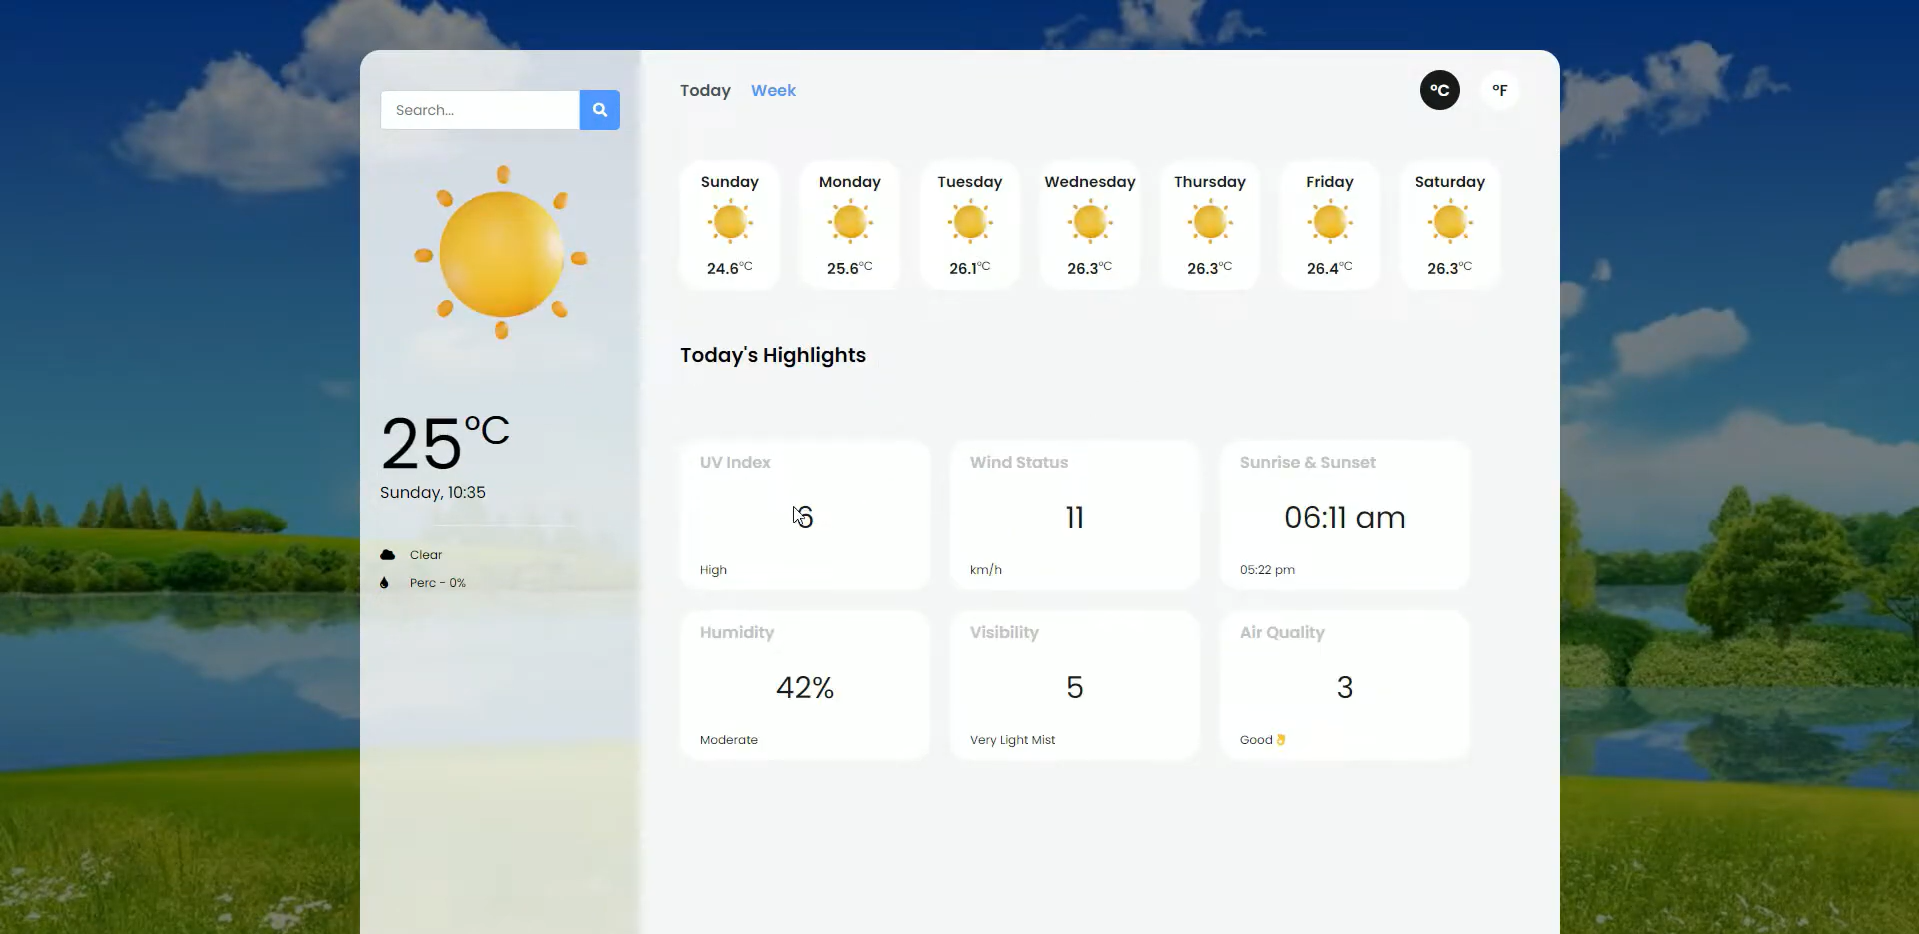 Search...
25°C
Sunday, 10:35
Clear
Perc - 0%
Today Week
°C °F
Sunday Monday Tuesday Wednesday Thursday Friday Saturday
24.6°C 25.6°C 26.1°C 26.3°C 26.3°C 26.4°C 26.3°C
Today's Highlights
UV Index
6
High
Wind Status
11
km/h
Sunrise & Sunset
06:11 am
05:22 pm
Humidity
42%
Moderate
Visibility
5
Very Light Mist
Air Quality
3
Good👌